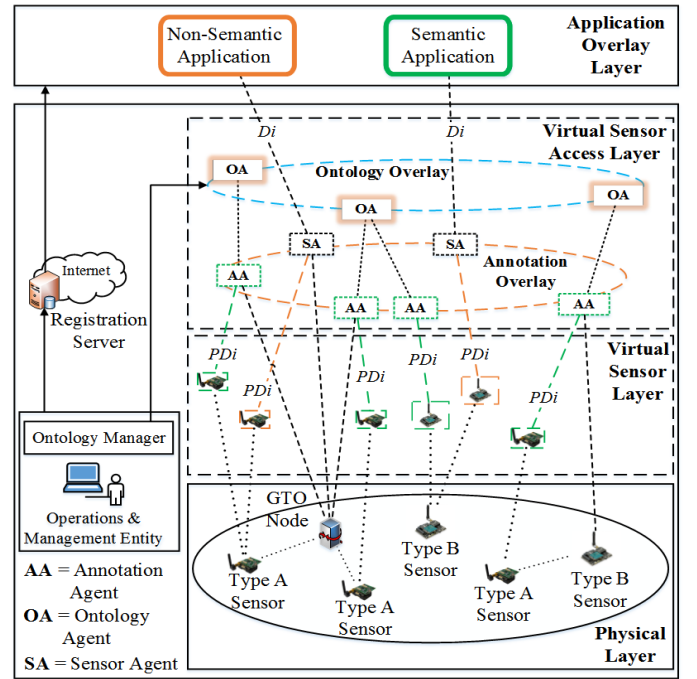 Non-Semantic
Application
Semantic
Application
Application
Overlay
Layer
Di
Di
Virtual Sensor
Access Layer
OA
Ontology Overlay
OA
OA
SA
SA
Annotation
Overlay
AA
AA
AA
AA
Internet
Registration
Server
PDi
PDi
PDi
PDi
PDi
PDi
Virtual
Sensor
Layer
Ontology Manager
Operations &
Management Entity
GTO
Node
Type A
Sensor
Type A
Sensor
Type B
Sensor
Type A
Sensor
Type B
Sensor
Physical
Layer
AA = Annotation
Agent
OA = Ontology
Agent
SA = Sensor Agent